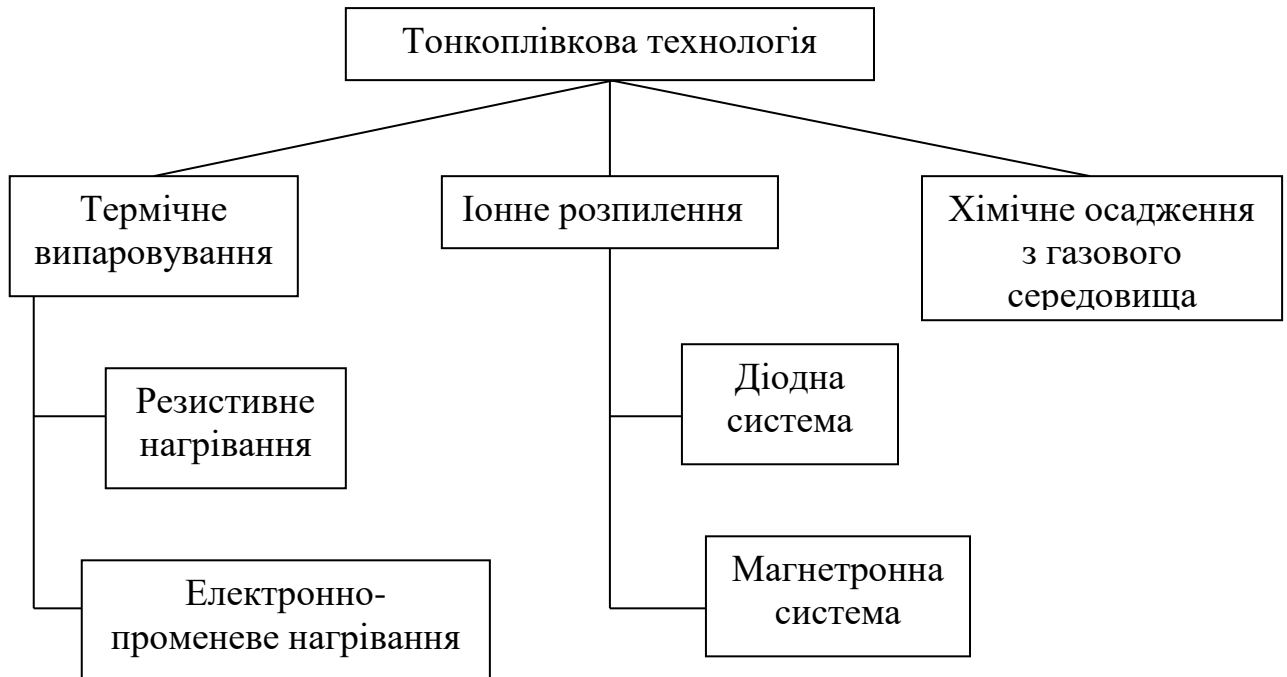 Тонкоплівкова технологія
Термічне
випаровування
Іонне розпилення
Хімічне осадження
з газового
середовища
Резистивне
нагрівання
Діодна
система
Електронно-
променеве нагрівання
Магнетронна
система